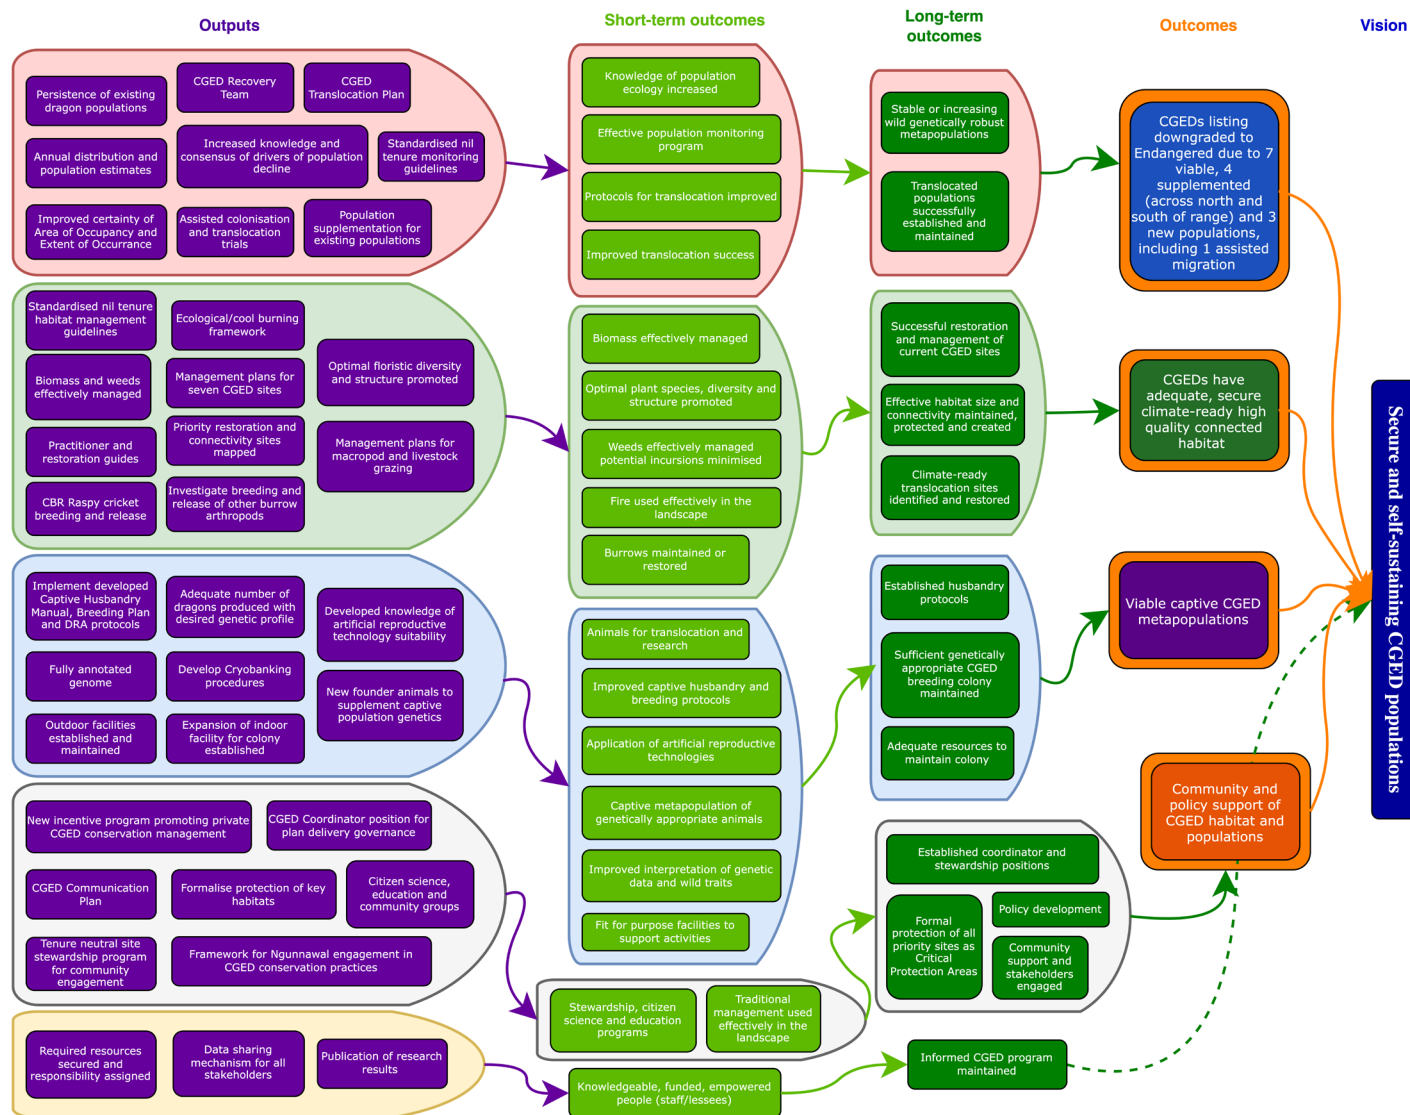 Outputs
Short-term outcomes
Long-term
outcomes
Outcomes
Vision
Persistence of existing
dragon populations
CGED Recovery
Team
CGED
Translocation Plan
Annual distribution and
population estimates
Increased knowledge and
consensus of drivers of population
decline
Standardised nil
tenure monitoring
guidelines
Improved certainty of
Area of Occupancy and
Extent of Occurrance
Assisted colonisation
and translocation
trials
Population
supplementation for
existing populations
Knowledge of population
ecology increased
Effective population monitoring
program
Protocols for translocation improved
Improved translocation success
Stable or increasing
wild genetically robust
metapopulations
Translocated
populations
successfully
established and
maintained
CGEDs listing
downgraded to
Endangered due to 7
viable, 4
supplemented
(across north and
south of range) and 3
new populations,
including 1 assisted
migration
Standardised nil tenure
habitat management
guidelines
Ecological/cool burning
framework
Optimal floristic diversity
and structure promoted
Biomass and weeds
effectively managed
Management plans for
seven CGED sites
Practitioner and
restoration guides
Priority restoration and
connectivity sites
mapped
Management plans for
macropod and livestock
grazing
CBR Raspy cricket
breeding and release
Investigate breeding and
release of other burrow
arthropods
Biomass effectively managed
Optimal plant species, diversity and
structure promoted
Weeds effectively managed
potential incursions minimised
Fire used effectively in the
landscape
Burrows maintained or
restored
Successful restoration
and management of
current CGED sites
Effective habitat size and
connectivity maintained,
protected and created
Climate-ready
translocation sites
identified and restored
CGEDs have
adequate, secure
climate-ready high
quality connected
habitat
Secure and self-sustaining CGED populations
Implement developed
Captive Husbandry
Manual, Breeding Plan
and DRA protocols
Adequate number of
dragons produced with
desired genetic profile
Developed knowledge of
artificial reproductive
technology suitability
Fully annotated
genome
Develop Cryobanking
procedures
New founder animals to
supplement captive
population genetics
Outdoor facilities
established and
maintained
Expansion of indoor
facility for colony
established
Animals for translocation and
research
Improved captive husbandry and
breeding protocols
Application of artificial reproductive
technologies
Captive metapopulation of
genetically appropriate animals
Improved interpretation of genetic
data and wild traits
Fit for purpose facilities to
support activities
Established husbandry
protocols
Sufficient genetically
appropriate CGED
breeding colony
maintained
Adequate resources to
maintain colony
Viable captive CGED
metapopulations
New incentive program promoting private
CGED conservation management
CGED Coordinator position for
plan delivery governance
CGED Communication
Plan
Formalise protection of key
habitats
Citizen science,
education and
community groups
Tenure neutral site
stewardship program
for community
engagement
Framework for Ngunnawal engagement in
CGED conservation practices
Stewardship, citizen
science and education
programs
Traditional
management used
effectively in the
landscape
Established coordinator and
stewardship positions
Formal
protection of all
priority sites as
Critical
Protection Areas
Policy development
Community
support and
stakeholders
engaged
Community and
policy support of
CGED habitat and
populations
Required resources
secured and
responsibility assigned
Data sharing
mechanism for all
stakeholders
Publication of research
results
Knowledgeable, funded, empowered
people (staff/lessees)
Informed CGED program
maintained